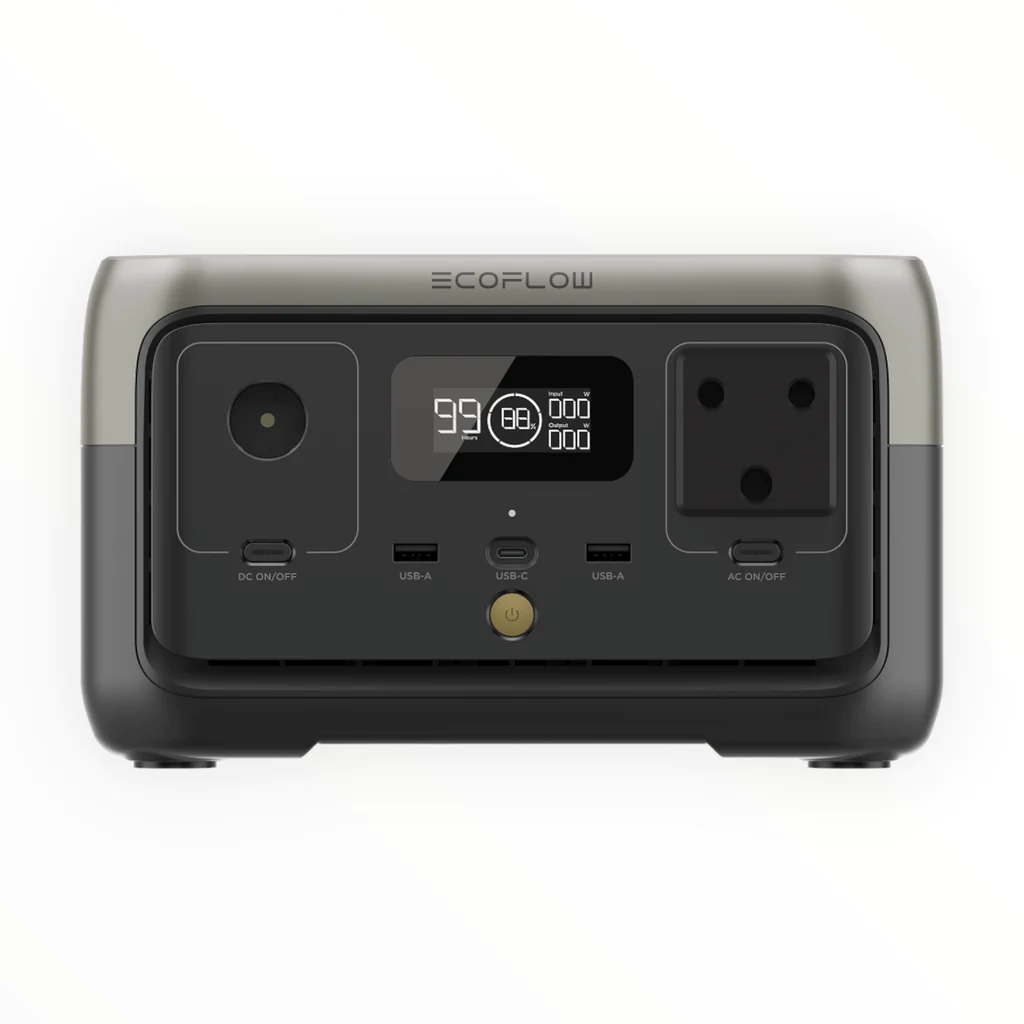 ECOFLOW
99
Hours
88%
Input W
000
Output W
000
DC ON/OFF
USB-A
USB-C
USB-A
AC ON/OFF